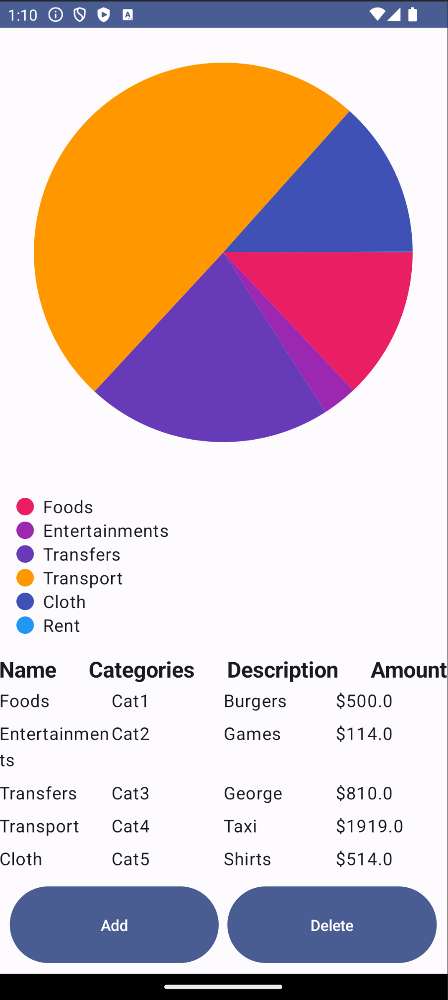 1:10
Foods
Entertainments
Transfers
Transport
Cloth
Rent
Name Categories Description Amount
Foods Cat1 Burgers $500.0
Entertainmen Cat2 Games $114.0
ts
Transfers Cat3 George $810.0
Transport Cat4 Taxi $1919.0
Cloth Cat5 Shirts $514.0
Add Delete